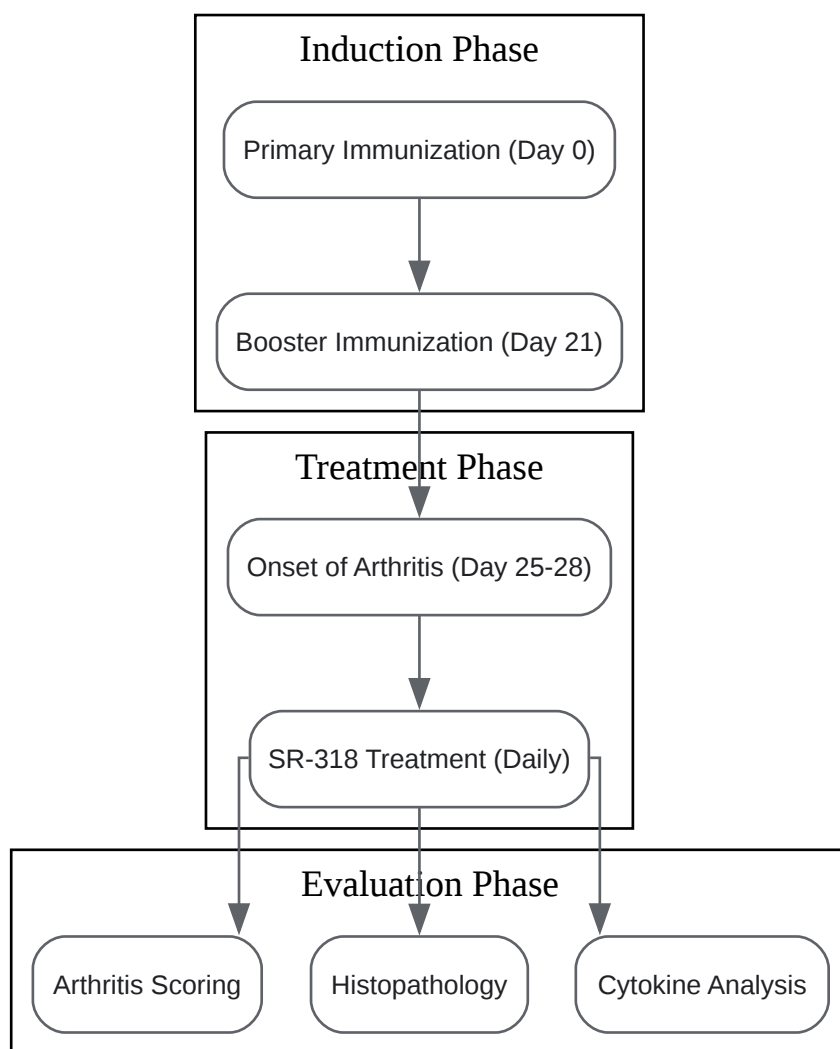 Induction Phase
Primary Immunization (Day 0)
Booster Immunization (Day 21)
Treatment Phase
Onset of Arthritis (Day 25-28)
SR-318 Treatment (Daily)
Evaluation Phase
Arthritis Scoring
Histopathology
Cytokine Analysis